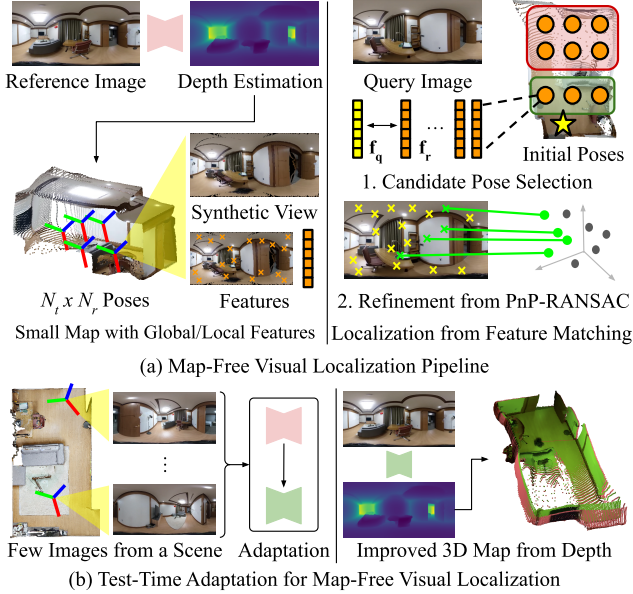 Reference Image
Depth Estimation
Synthetic View
N_t x N_r Poses
Features
Small Map with Global/Local Features
Query Image
f_q
f_r
...
Initial Poses
1. Candidate Pose Selection
2. Refinement from PnP-RANSAC
Localization from Feature Matching
(a) Map-Free Visual Localization Pipeline
Few Images from a Scene
Adaptation
Improved 3D Map from Depth
(b) Test-Time Adaptation for Map-Free Visual Localization